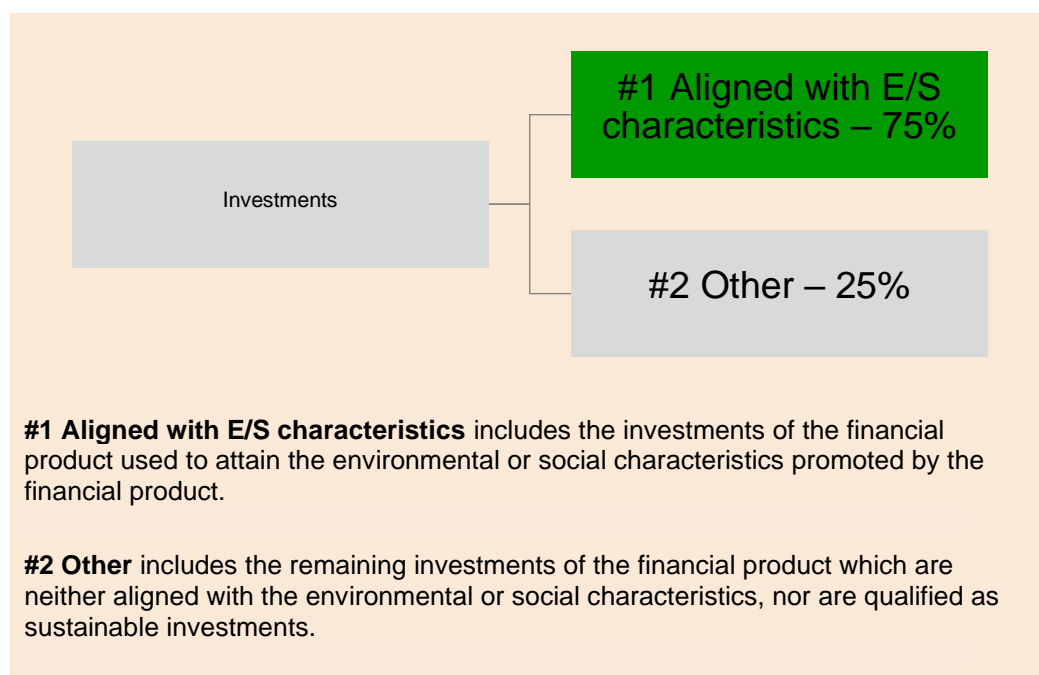 #1 Aligned with E/S
characteristics – 75%
Investments
#2 Other – 25%
#1 Aligned with E/S characteristics includes the investments of the financial
product used to attain the environmental or social characteristics promoted by the
financial product.
#2 Other includes the remaining investments of the financial product which are
neither aligned with the environmental or social characteristics, nor are qualified as
sustainable investments.